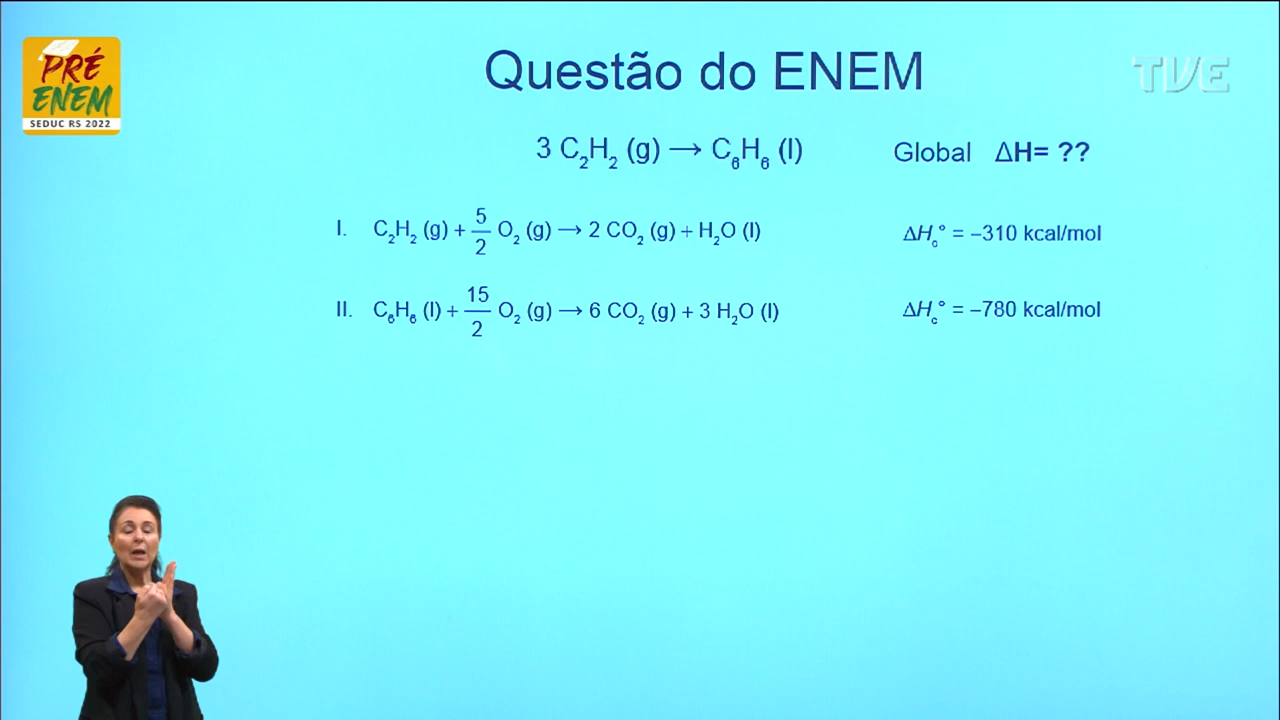 PRÉ
ENEM
SEDUC RS 2022
Questão do ENEM
TVE
3 C₂H₂ (g) → C₆H₆ (l) Global ΔH= ??
I. C₂H₂ (g) + 5/2 O₂ (g) → 2 CO₂ (g) + H₂O (l) ΔH꜀° = –310 kcal/mol
II. C₆H₆ (l) + 15/2 O₂ (g) → 6 CO₂ (g) + 3 H₂O (l) ΔH꜀° = –780 kcal/mol